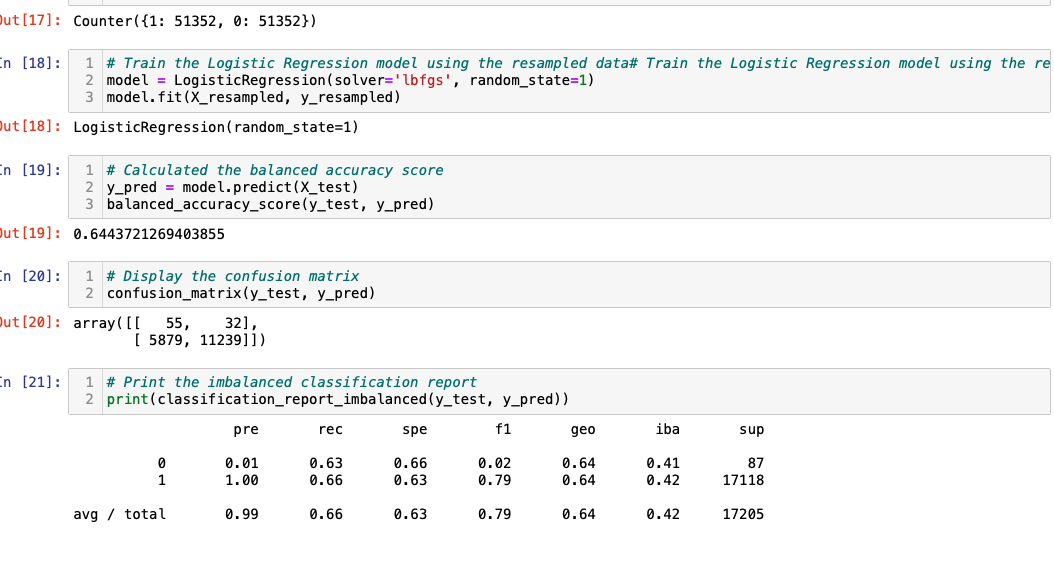 Out[17]: Counter({1: 51352, 0: 51352})
In [18]:
1 # Train the Logistic Regression model using the resampled data# Train the Logistic Regression model using the re
2 model = LogisticRegression(solver='lbfgs', random_state=1)
3 model.fit(X_resampled, y_resampled)
Out[18]: LogisticRegression(random_state=1)
In [19]:
1 # Calculated the balanced accuracy score
2 y_pred = model.predict(X_test)
3 balanced_accuracy_score(y_test, y_pred)
Out[19]: 0.6443721269403855
In [20]:
1 # Display the confusion matrix
2 confusion_matrix(y_test, y_pred)
Out[20]: array([[   55,    32],
       [ 5879, 11239]])
In [21]:
1 # Print the imbalanced classification report
2 print(classification_report_imbalanced(y_test, y_pred))
pre rec spe f1 geo iba sup
0 0.01 0.63 0.66 0.02 0.64 0.41 87
1 1.00 0.66 0.63 0.79 0.64 0.42 17118
avg / total 0.99 0.66 0.63 0.79 0.64 0.42 17205